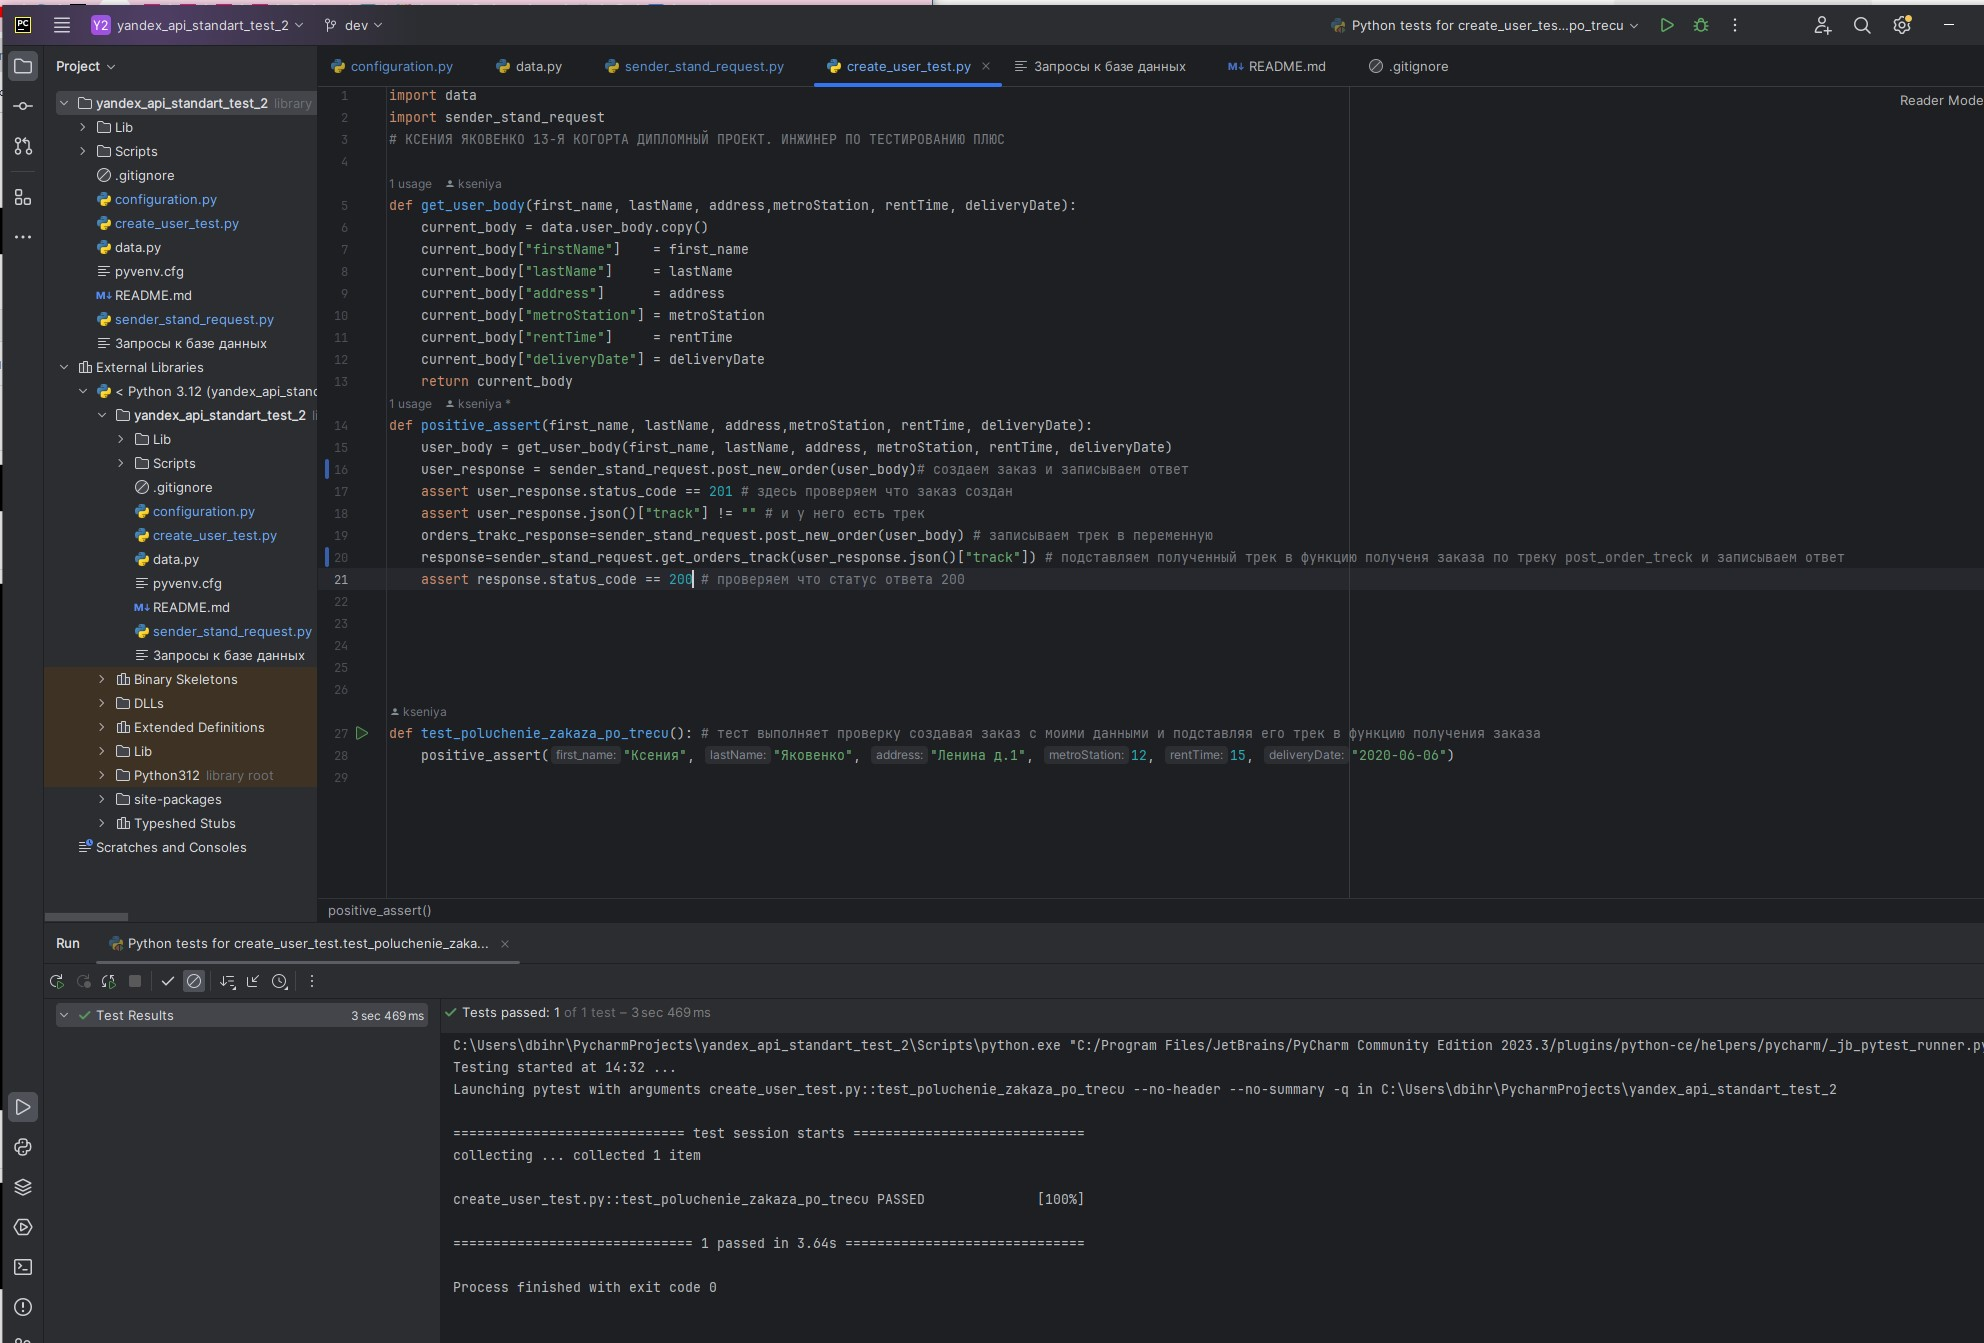 PC Y2 yandex_api_standart_test_2 dev Python tests for create_user_tes...po_trecu
Project
configuration.py data.py sender_stand_request.py create_user_test.py Запросы к базе данных README.md .gitignore
Reader Mode
yandex_api_standart_test_2 library
Lib
Scripts
.gitignore
configuration.py
create_user_test.py
data.py
pyvenv.cfg
README.md
sender_stand_request.py
Запросы к базе данных
External Libraries
< Python 3.12 (yandex_api_stand
yandex_api_standart_test_2 li
Lib
Scripts
.gitignore
configuration.py
create_user_test.py
data.py
pyvenv.cfg
README.md
sender_stand_request.py
Запросы к базе данных
Binary Skeletons
DLLs
Extended Definitions
Lib
Python312 library root
site-packages
Typeshed Stubs
Scratches and Consoles
1 import data
2 import sender_stand_request
3 # КСЕНИЯ ЯКОВЕНКО 13-Я КОГОРТА ДИПЛОМНЫЙ ПРОЕКТ. ИНЖИНЕР ПО ТЕСТИРОВАНИЮ ПЛЮС
4
1 usage kseniya
5 def get_user_body(first_name, lastName, address,metroStation, rentTime, deliveryDate):
6 current_body = data.user_body.copy()
7 current_body["firstName"] = first_name
8 current_body["lastName"] = lastName
9 current_body["address"] = address
10 current_body["metroStation"] = metroStation
11 current_body["rentTime"] = rentTime
12 current_body["deliveryDate"] = deliveryDate
13 return current_body
1 usage kseniya *
14 def positive_assert(first_name, lastName, address,metroStation, rentTime, deliveryDate):
15 user_body = get_user_body(first_name, lastName, address, metroStation, rentTime, deliveryDate)
16 user_response = sender_stand_request.post_new_order(user_body)# создаем заказ и записываем ответ
17 assert user_response.status_code == 201 # здесь проверяем что заказ создан
18 assert user_response.json()["track"] != "" # и у него есть трек
19 orders_trakc_response=sender_stand_request.post_new_order(user_body) # записываем трек в переменную
20 response=sender_stand_request.get_orders_track(user_response.json()["track"]) # подставляем полученный трек в функцию полученя заказа по треку post_order_treck и записываем ответ
21 assert response.status_code == 200 # проверяем что статус ответа 200
22
23
24
25
26
kseniya
27 def test_poluchenie_zakaza_po_trecu(): # тест выполняет проверку создавая заказ с моими данными и подставляя его трек в функцию получения заказа
28 positive_assert( first_name: "Ксения", lastName: "Яковенко", address: "Ленина д.1", metroStation: 12, rentTime: 15, deliveryDate: "2020-06-06")
29
positive_assert()
Run Python tests for create_user_test.test_poluchenie_zaka...
Test Results 3 sec 469 ms
Tests passed: 1 of 1 test – 3 sec 469 ms
C:\Users\dbihr\PycharmProjects\yandex_api_standart_test_2\Scripts\python.exe "C:/Program Files/JetBrains/PyCharm Community Edition 2023.3/plugins/python-ce/helpers/pycharm/_jb_pytest_runner.py
Testing started at 14:32 ...
Launching pytest with arguments create_user_test.py::test_poluchenie_zakaza_po_trecu --no-header --no-summary -q in C:\Users\dbihr\PycharmProjects\yandex_api_standart_test_2
============================= test session starts =============================
collecting ... collected 1 item
create_user_test.py::test_poluchenie_zakaza_po_trecu PASSED [100%]
============================== 1 passed in 3.64s ==============================
Process finished with exit code 0